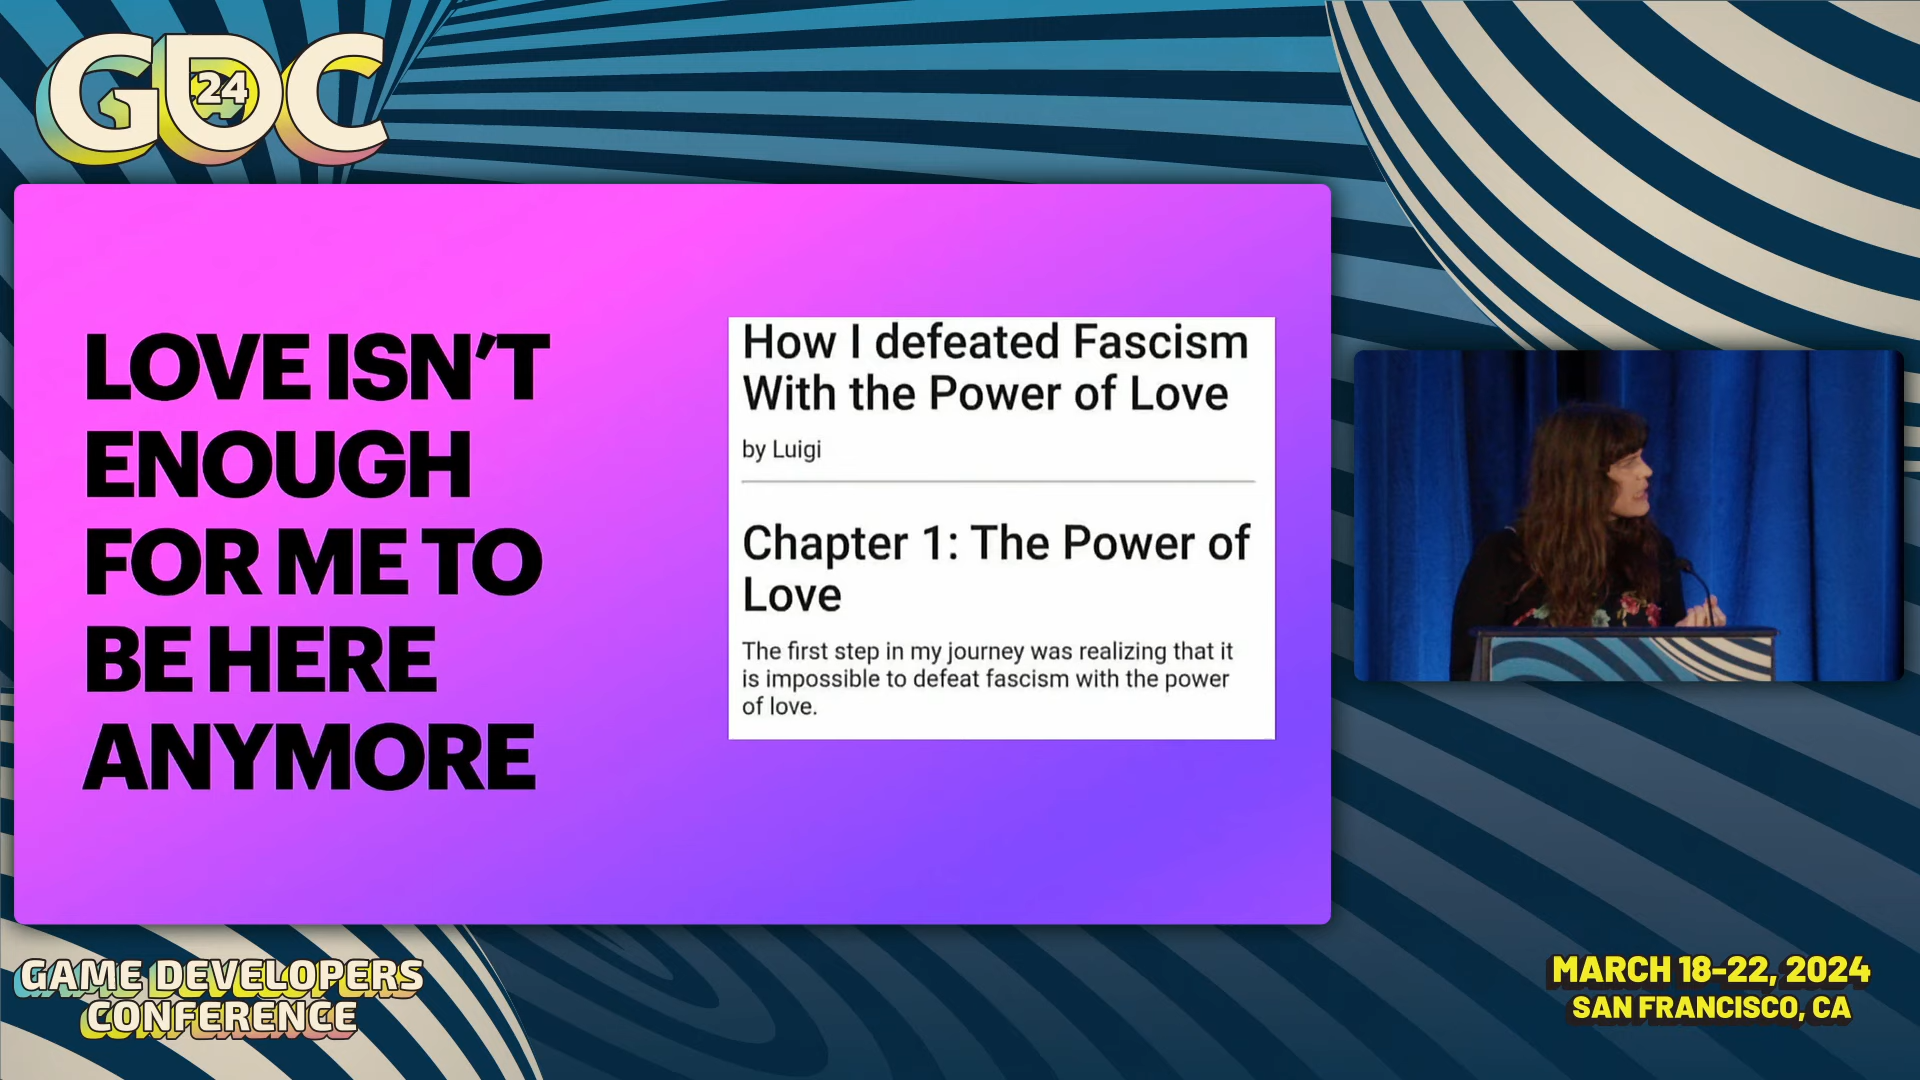 GDC
24
LOVE ISN’T
ENOUGH
FOR ME TO
BE HERE
ANYMORE
How I defeated Fascism
With the Power of Love
by Luigi
Chapter 1: The Power of
Love
The first step in my journey was realizing that it
is impossible to defeat fascism with the power
of love.
GAME DEVELOPERS
CONFERENCE
MARCH 18-22, 2024
SAN FRANCISCO, CA